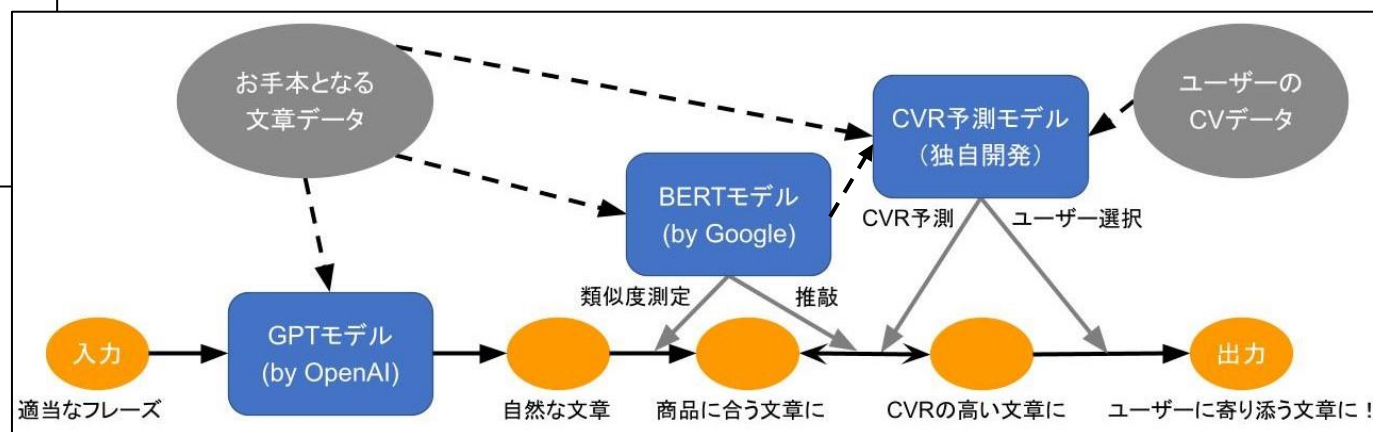 お手本となる
文章データ
ユーザーの
CVデータ
CVR予測モデル
（独自開発）
BERTモデル
(by Google)
CVR予測
ユーザー選択
類似度測定
推敲
GPTモデル
(by OpenAI)
入力
出力
適当なフレーズ
自然な文章
商品に合う文章に
CVRの高い文章に
ユーザーに寄り添う文章に！